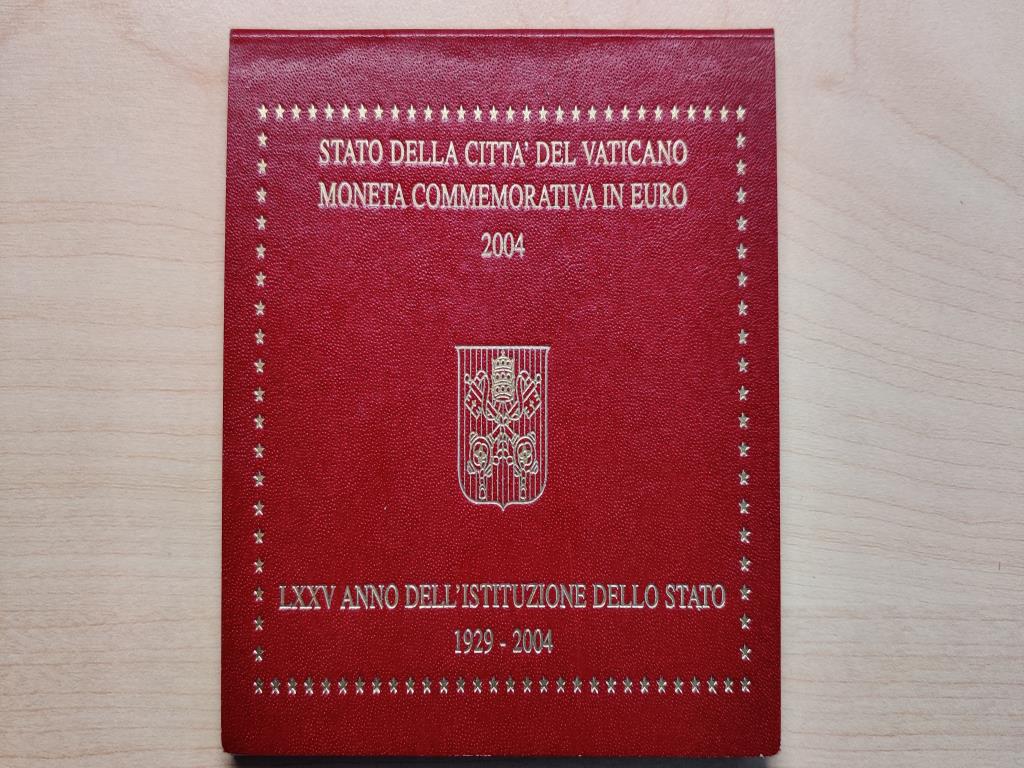 STATO DELLA CITTA' DEL VATICANO
MONETA COMMEMORATIVA IN EURO
2004
LXXV ANNO DELL'ISTITUZIONE DELLO STATO
1929 - 2004